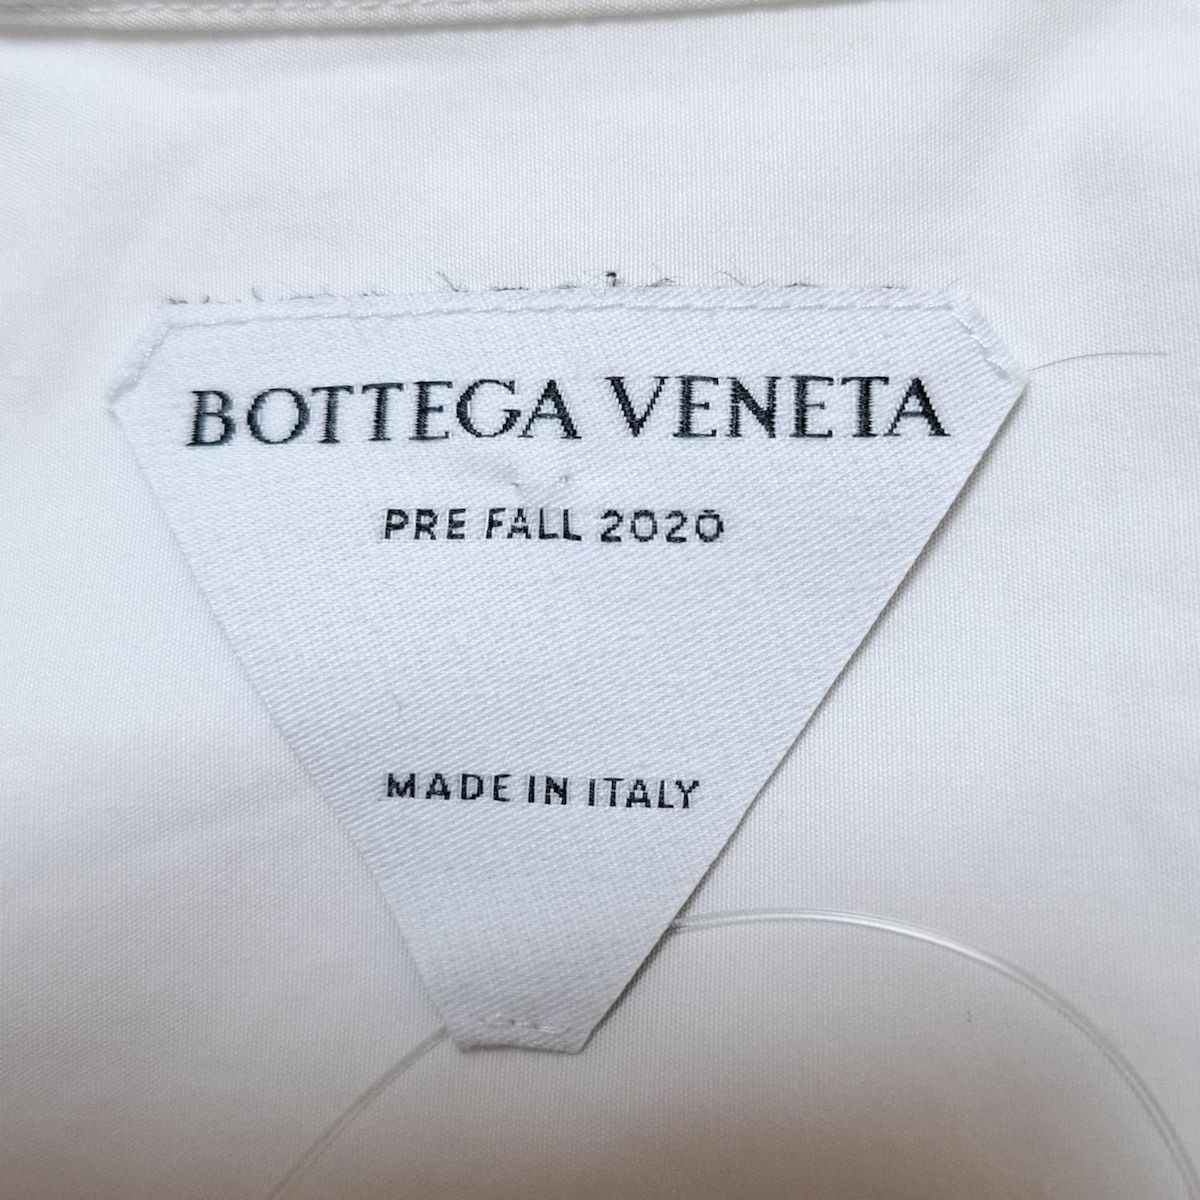 BOTTEGA VENETA
PRE FALL 2020
MADE IN ITALY